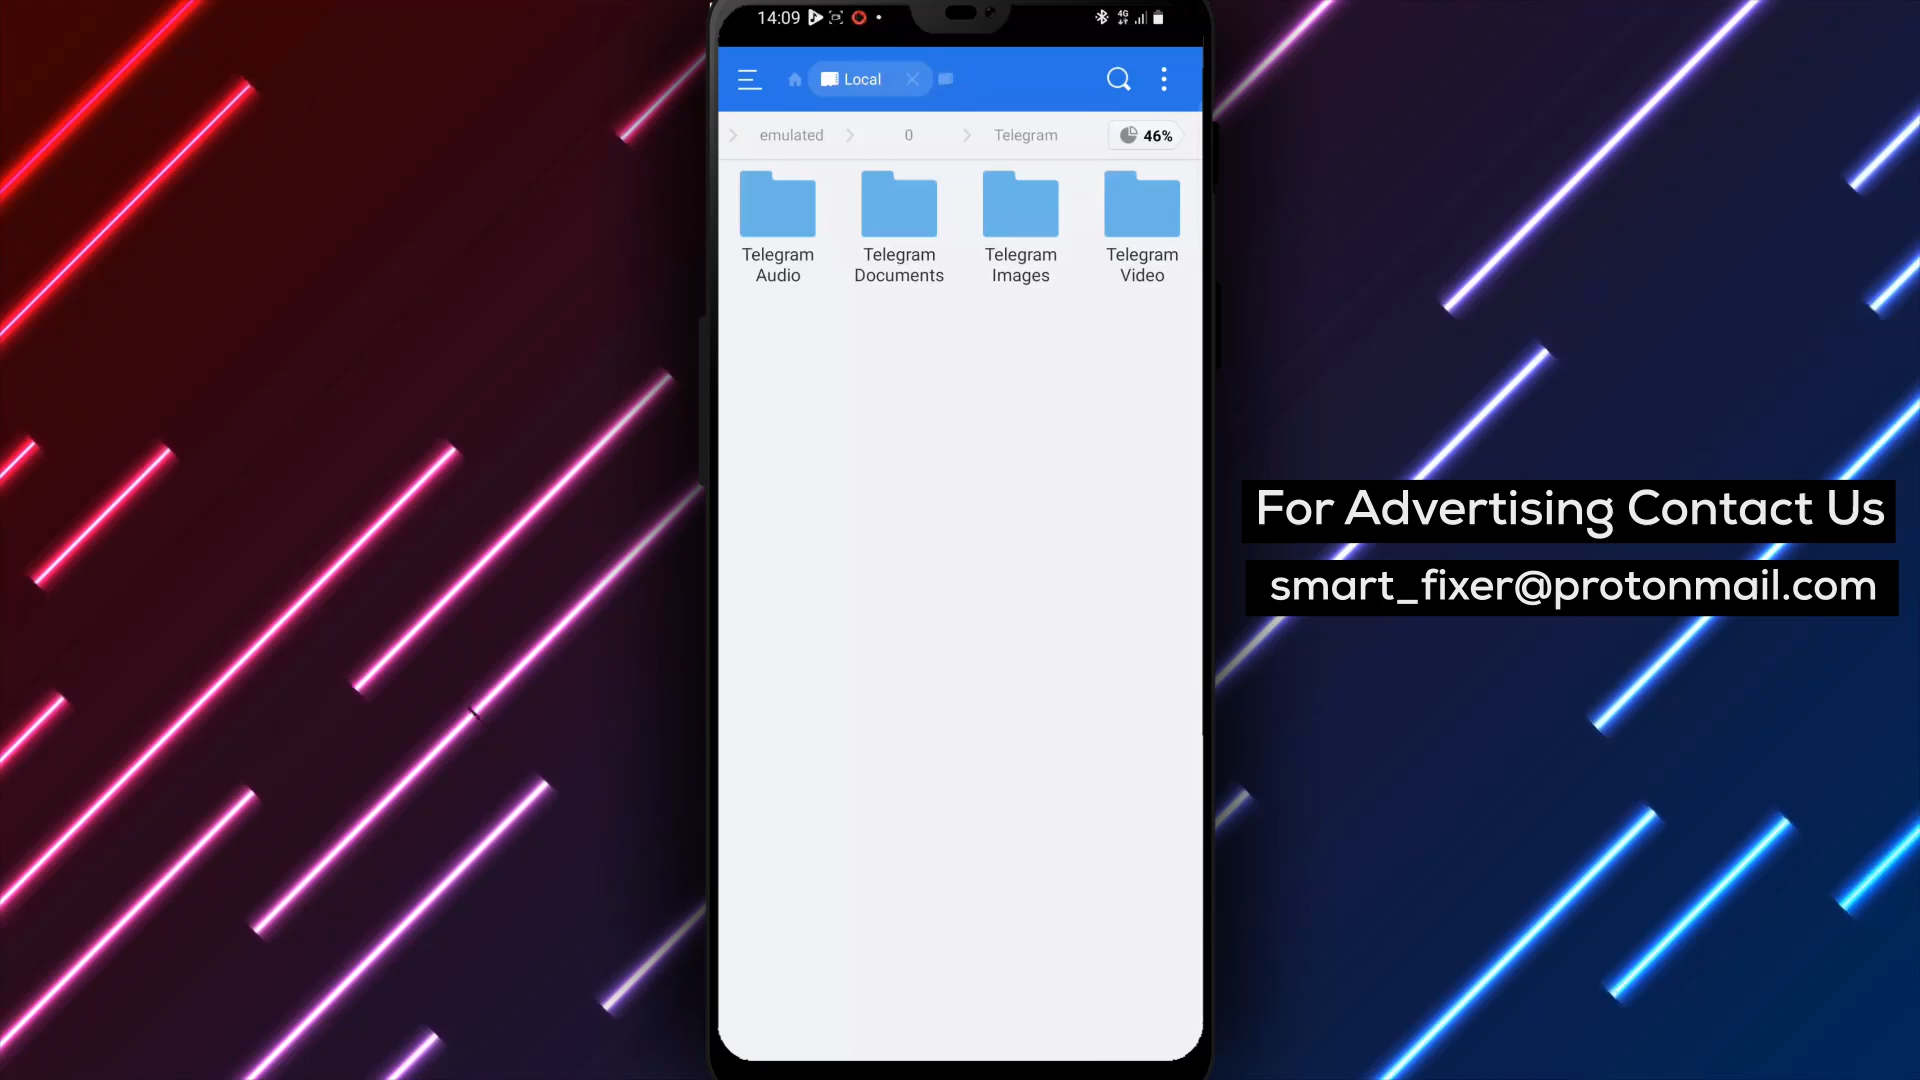 14:09
4G
Local
emulated
0
Telegram
46%
Telegram Audio
Telegram Documents
Telegram Images
Telegram Video
For Advertising Contact Us
smart_fixer@protonmail.com